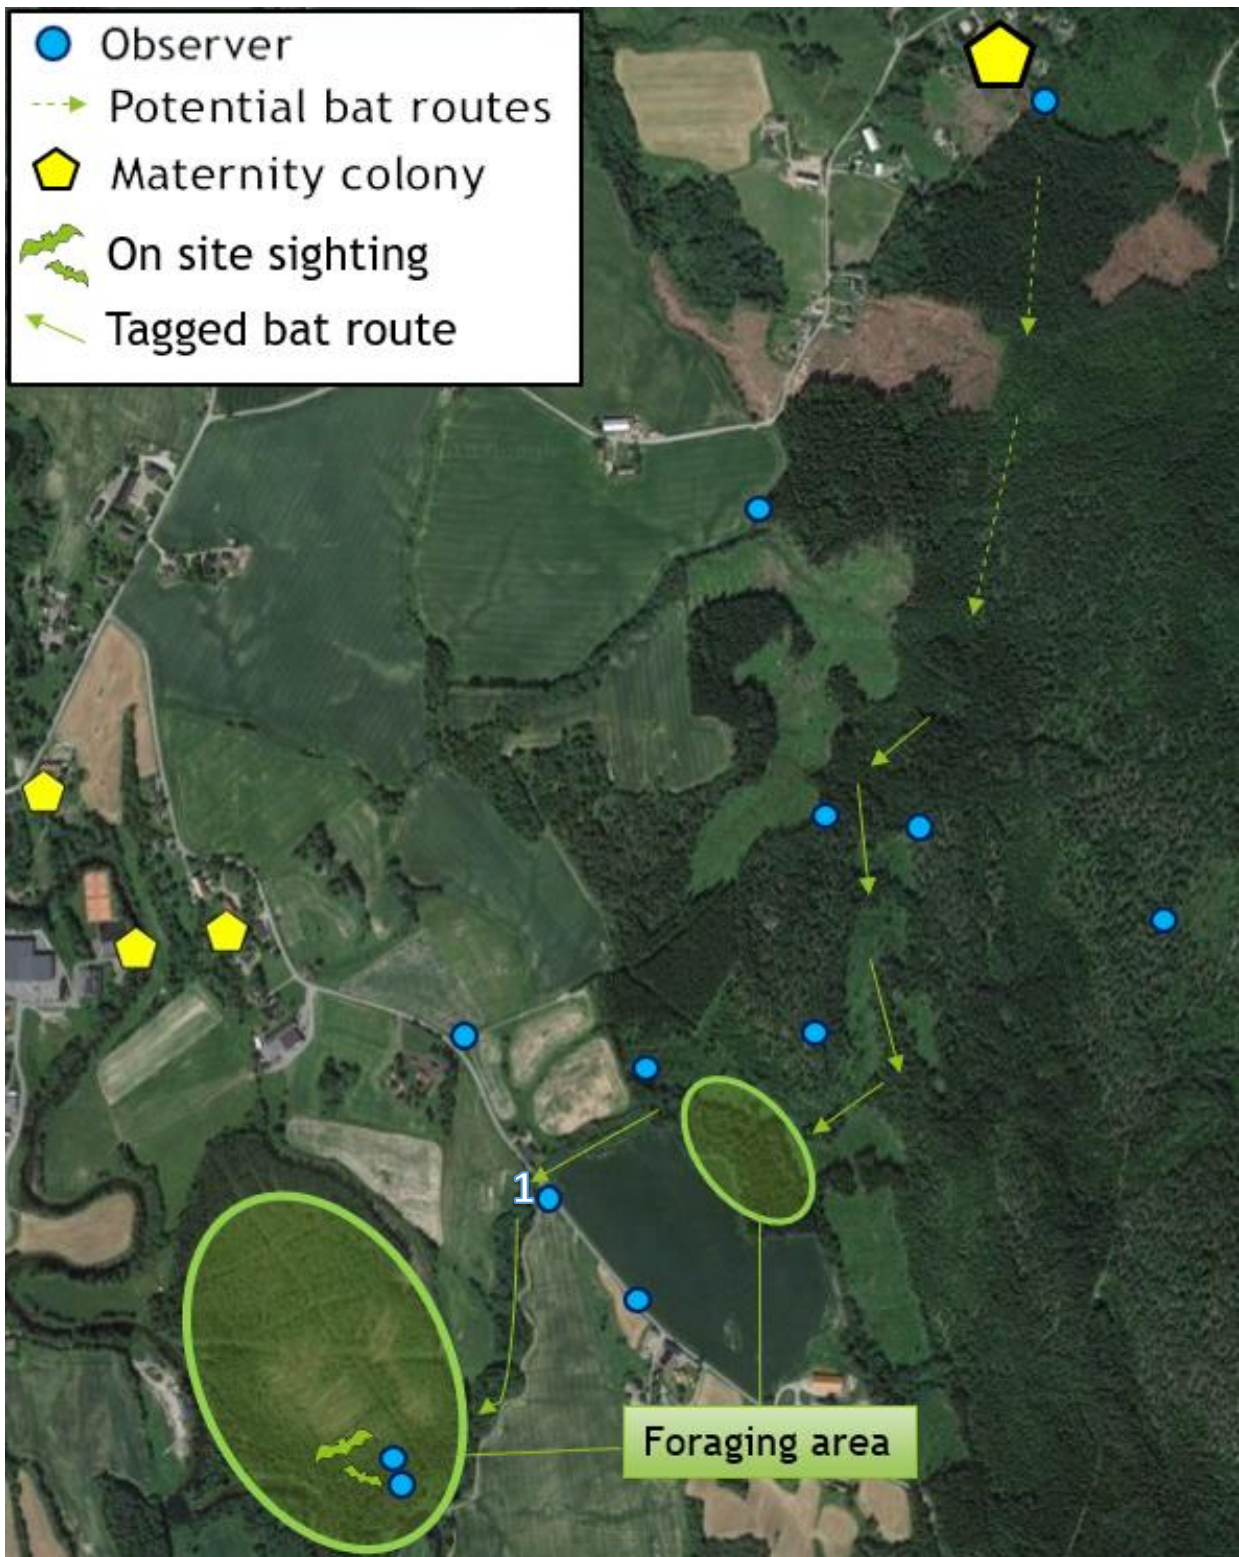 Observer
Potential bat routes
Maternity colony
On site sighting
Tagged bat route
1
Foraging area